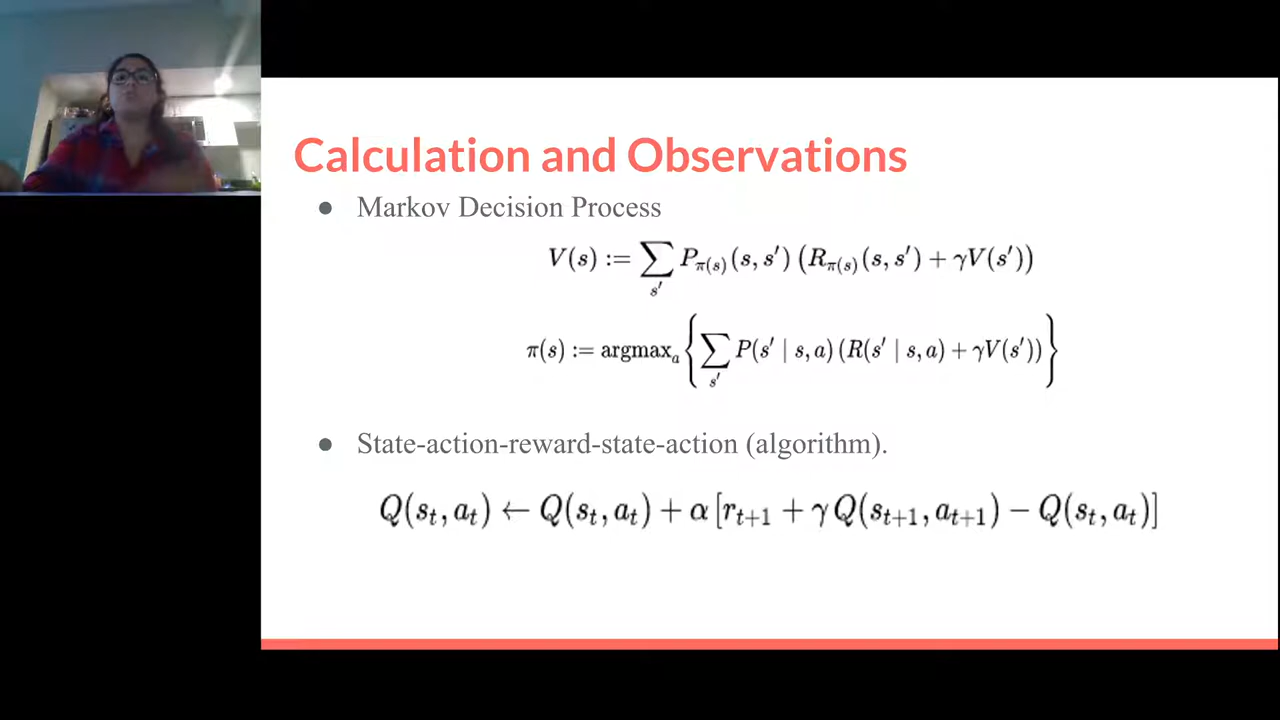 Calculation and Observations
● Markov Decision Process
V(s) := ∑_{s′} P_{π(s)}(s, s′) (R_{π(s)}(s, s′) + γV(s′))
π(s) := argmax_a {∑_{s′} P(s′ | s, a) (R(s′ | s, a) + γV(s′))}
● State-action-reward-state-action (algorithm).
Q(s_t, a_t) ← Q(s_t, a_t) + α [r_{t+1} + γ Q(s_{t+1}, a_{t+1}) − Q(s_t, a_t)]